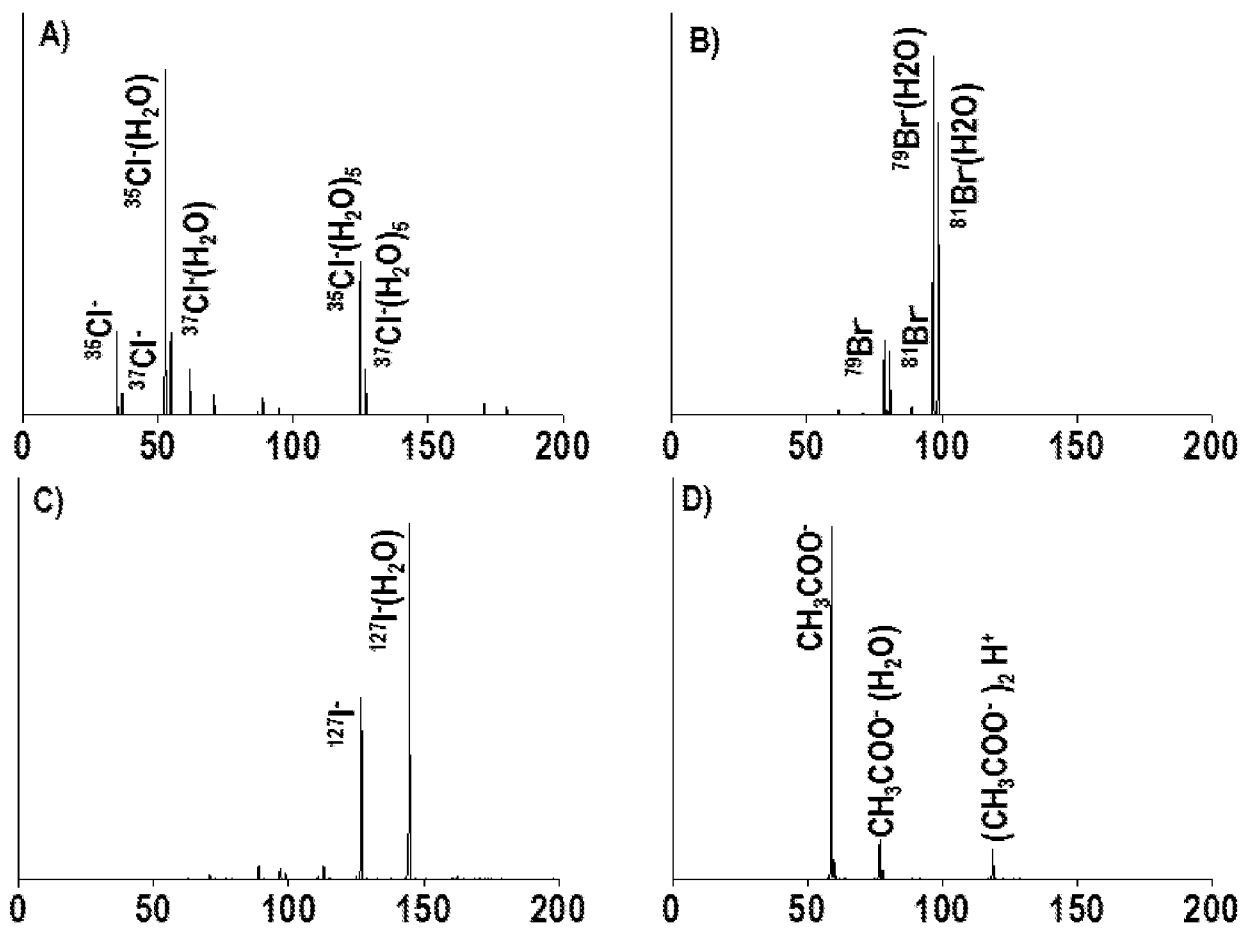 A)
³⁵Cl⁻
³⁷Cl⁻
³⁵Cl⁻(H₂O)
³⁷Cl⁻(H₂O)
³⁵Cl⁻(H₂O)₅
³⁷Cl⁻(H₂O)₅
0 50 100 150 200
B)
⁷⁹Br⁻
⁸¹Br⁻
⁷⁹Br⁻(H2O)
⁸¹Br⁻(H2O)
0 50 100 150 200
C)
¹²⁷I⁻
¹²⁷I⁻(H₂O)
0 50 100 150 200
D)
CH₃COO⁻
CH₃COO⁻ (H₂O)
(CH₃COO⁻ )₂ H⁺
0 50 100 150 200